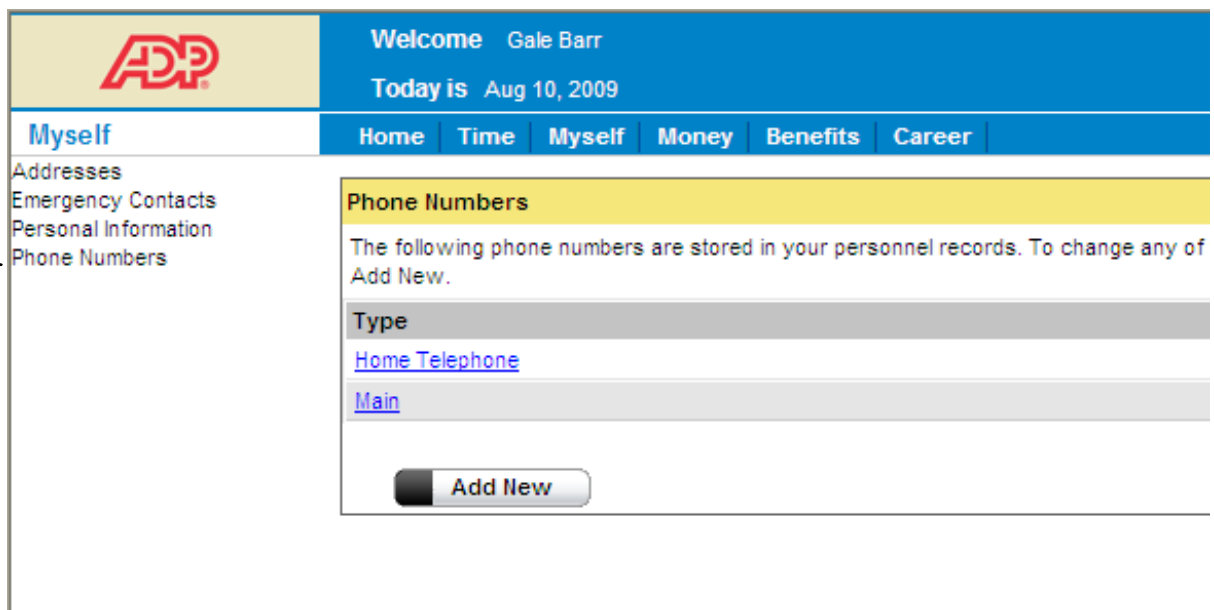 ADP
Welcome Gale Barr
Today is Aug 10, 2009
Myself
Home Time Myself Money Benefits Career
Addresses
Emergency Contacts
Personal Information
Phone Numbers
Phone Numbers
The following phone numbers are stored in your personnel records. To change any of
Add New.
Type
Home Telephone
Main
Add New